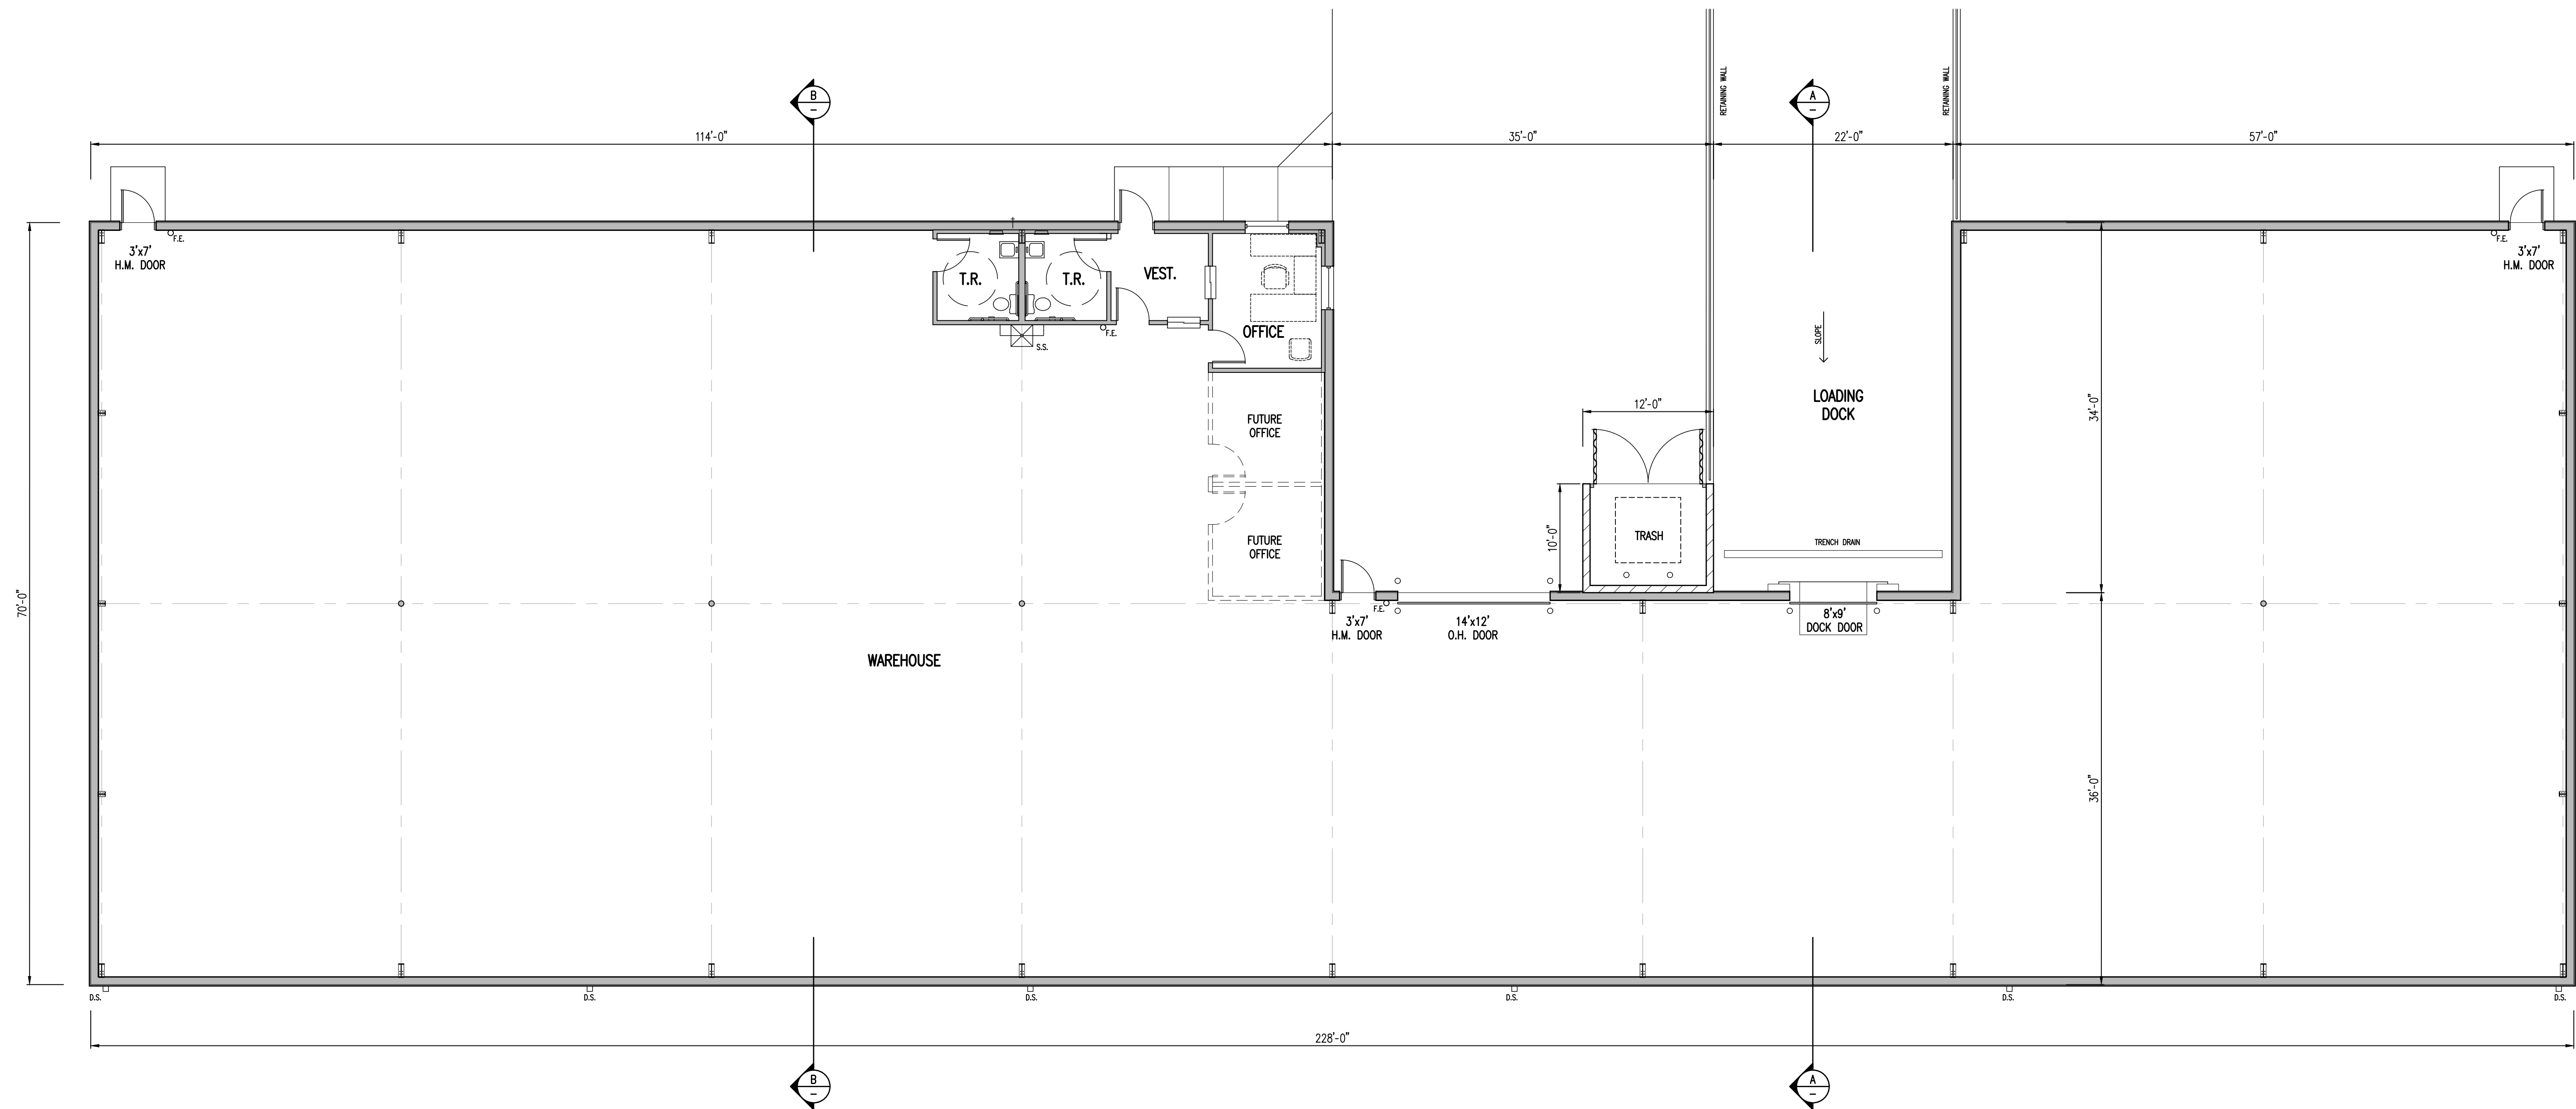 B
–
A
–
RETAINING WALL
RETAINING WALL
114'-0"
35'-0"
22'-0"
57'-0"
F.E.
F.E.
3'x7'
H.M. DOOR
3'x7'
H.M. DOOR
T.R.
T.R.
VEST.
OFFICE
F.E.
S.S.
SLOPE
LOADING
DOCK
12'-0"
34'-0"
FUTURE
OFFICE
FUTURE
OFFICE
10'-0"
TRASH
TRENCH DRAIN
70'-0"
F.E.
3'x7'
H.M. DOOR
14'x12'
O.H. DOOR
8'x9'
DOCK DOOR
WAREHOUSE
36'-0"
D.S.
D.S.
D.S.
D.S.
D.S.
D.S.
228'-0"
B
–
A
–